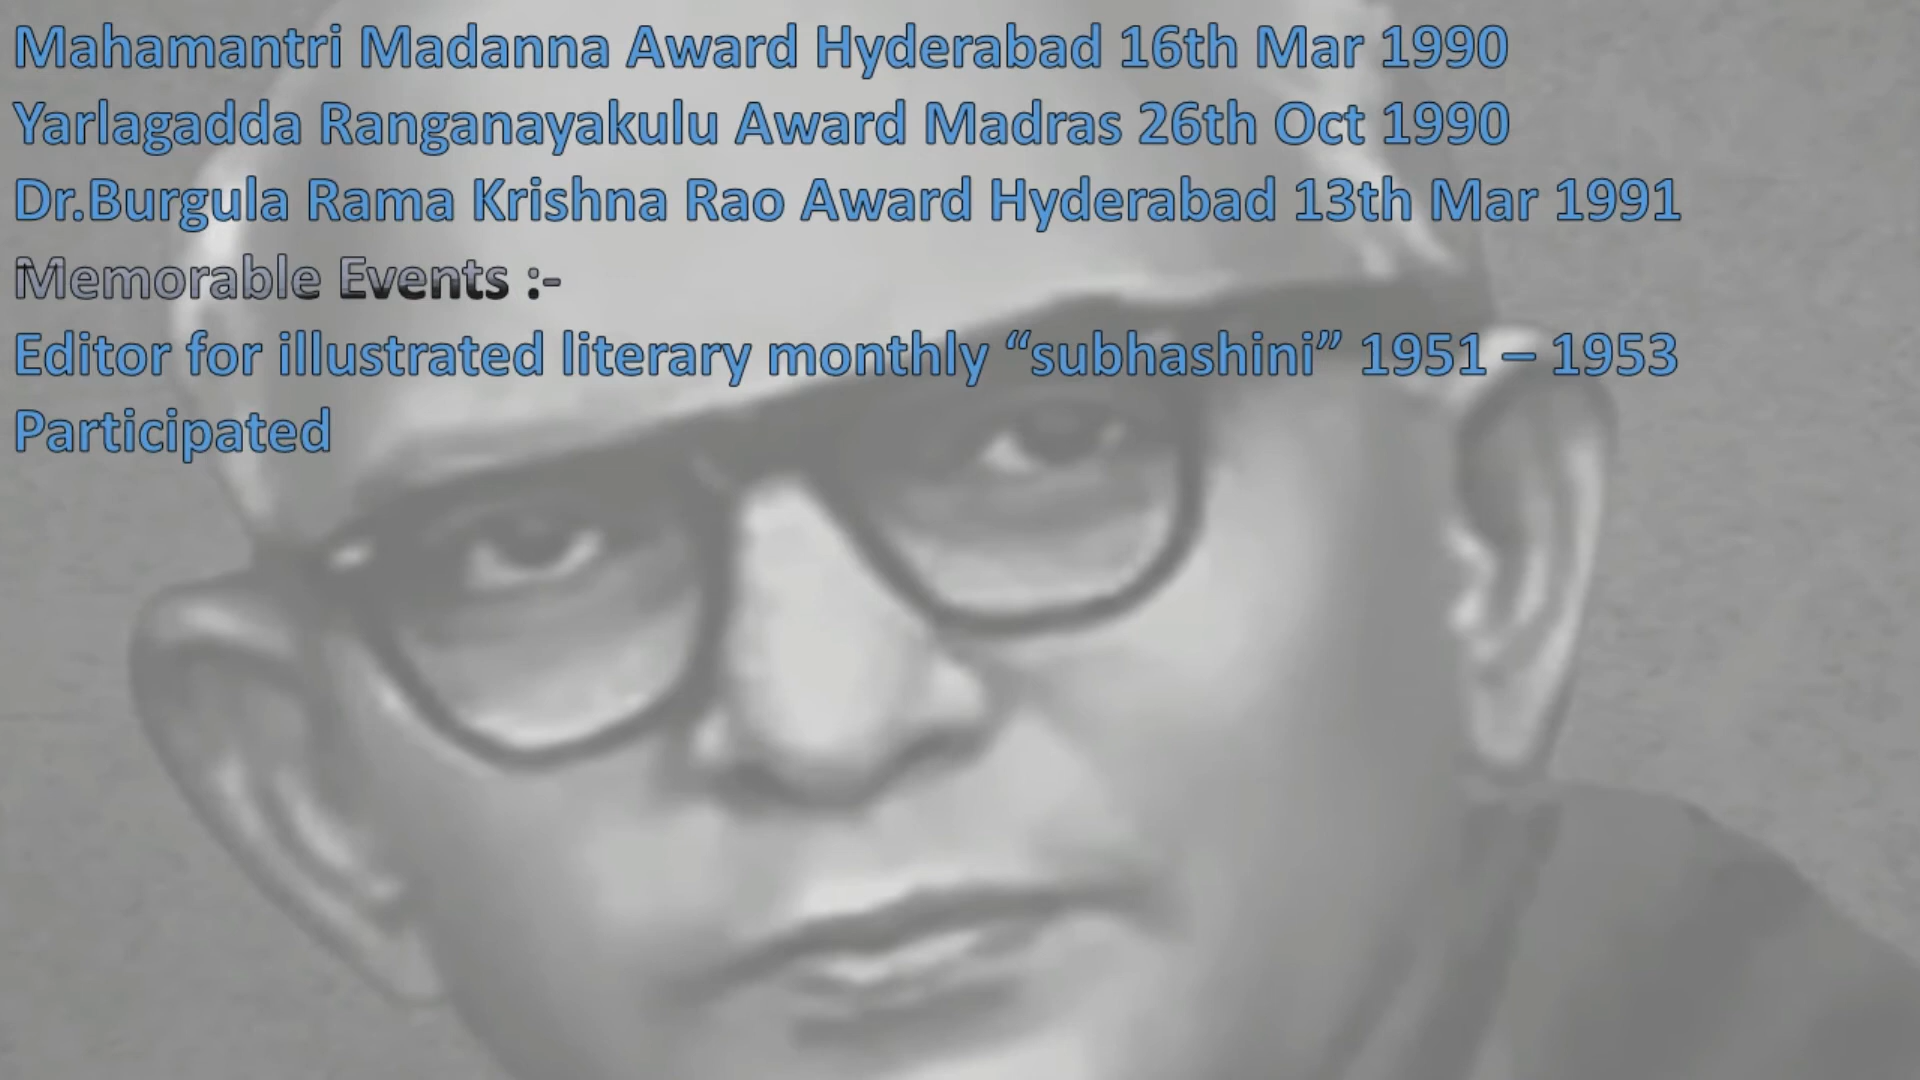 Mahamantri Madanna Award Hyderabad 16th Mar 1990
Yarlagadda Ranganayakulu Award Madras 26th Oct 1990
Dr.Burgula Rama Krishna Rao Award Hyderabad 13th Mar 1991
Memorable Events :-
Editor for illustrated literary monthly “subhashini” 1951 – 1953
Participated